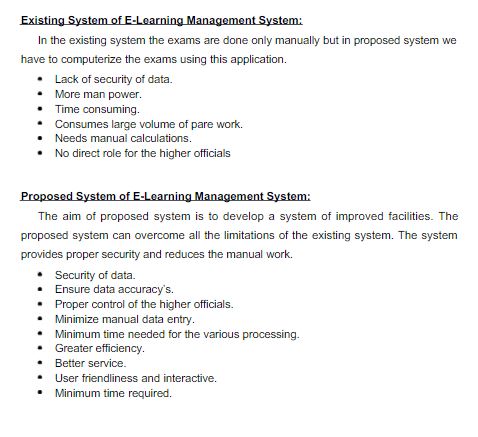 Existing System of E-Learning Management System:
In the existing system the exams are done only manually but in proposed system we
have to computerize the exams using this application.
• Lack of security of data.
• More man power.
• Time consuming.
• Consumes large volume of pare work.
• Needs manual calculations.
• No direct role for the higher officials
Proposed System of E-Learning Management System:
The aim of proposed system is to develop a system of improved facilities. The
proposed system can overcome all the limitations of the existing system. The system
provides proper security and reduces the manual work.
• Security of data.
• Ensure data accuracy's.
• Proper control of the higher officials.
• Minimize manual data entry.
• Minimum time needed for the various processing.
• Greater efficiency.
• Better service.
• User friendliness and interactive.
• Minimum time required.